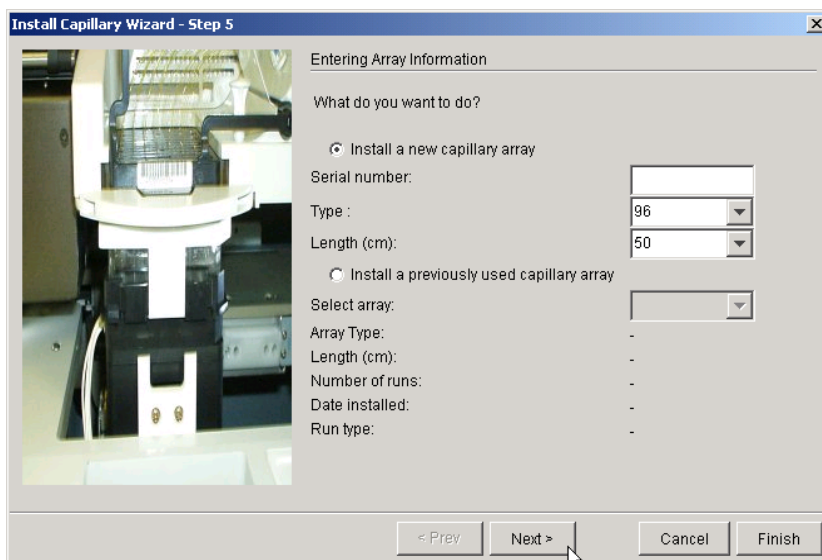 Install Capillary Wizard - Step 5
Entering Array Information
What do you want to do?
Install a new capillary array
Serial number:
Type : 96
Length (cm): 50
Install a previously used capillary array
Select array:
Array Type: -
Length (cm): -
Number of runs: -
Date installed: -
Run type: -
< Prev Next > Cancel Finish